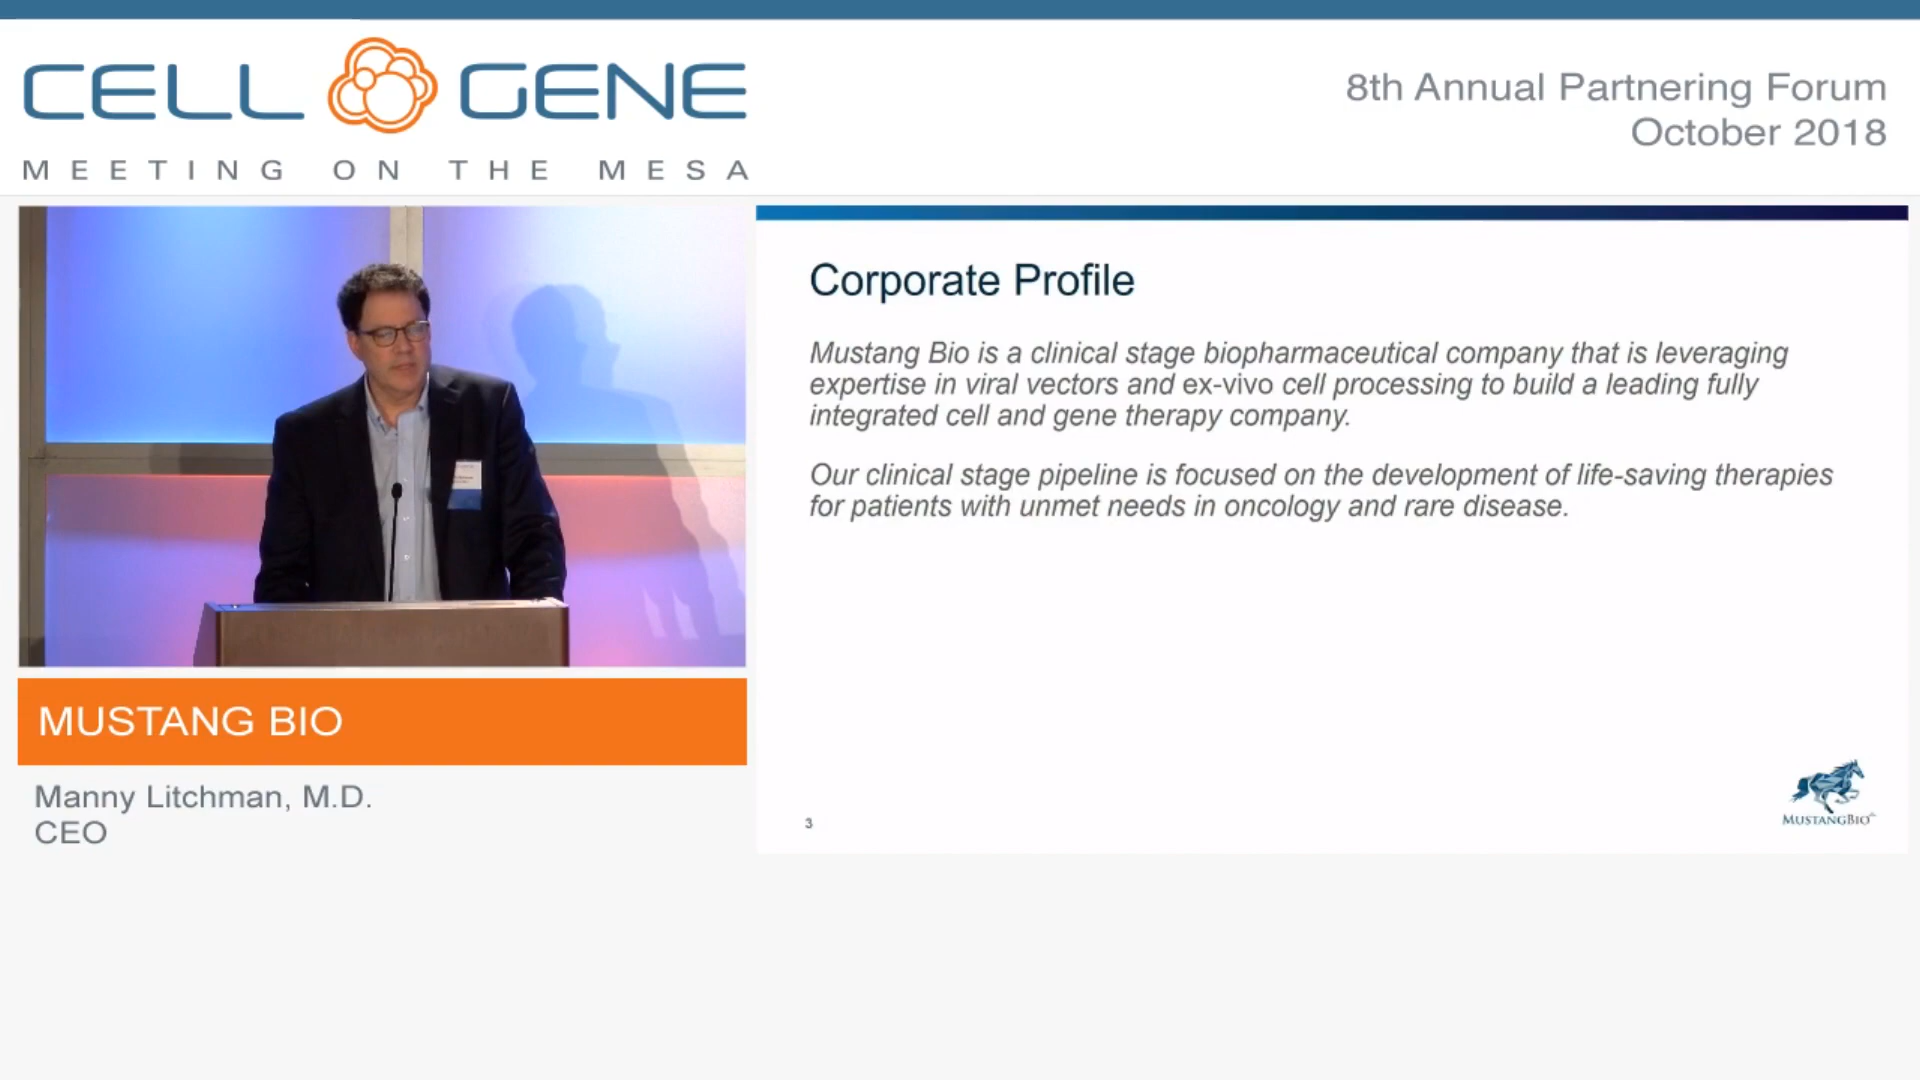 CELL GENE
MEETING ON THE MESA
8th Annual Partnering Forum
October 2018
Corporate Profile
Mustang Bio is a clinical stage biopharmaceutical company that is leveraging
expertise in viral vectors and ex-vivo cell processing to build a leading fully
integrated cell and gene therapy company.
Our clinical stage pipeline is focused on the development of life-saving therapies
for patients with unmet needs in oncology and rare disease.
3
MUSTANGBIO
MUSTANG BIO
Manny Litchman, M.D.
CEO